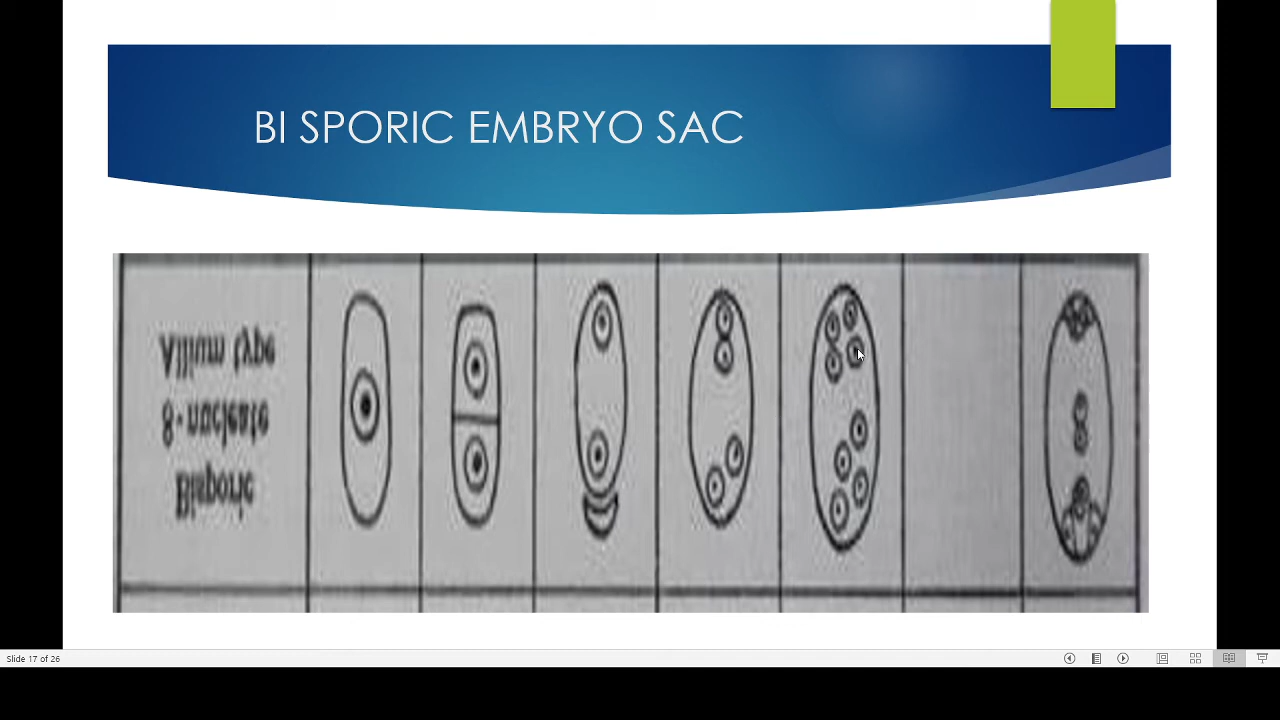 BI SPORIC EMBRYO SAC
Bisporic
8-nucleate
Allium type
Slide 17 of 26